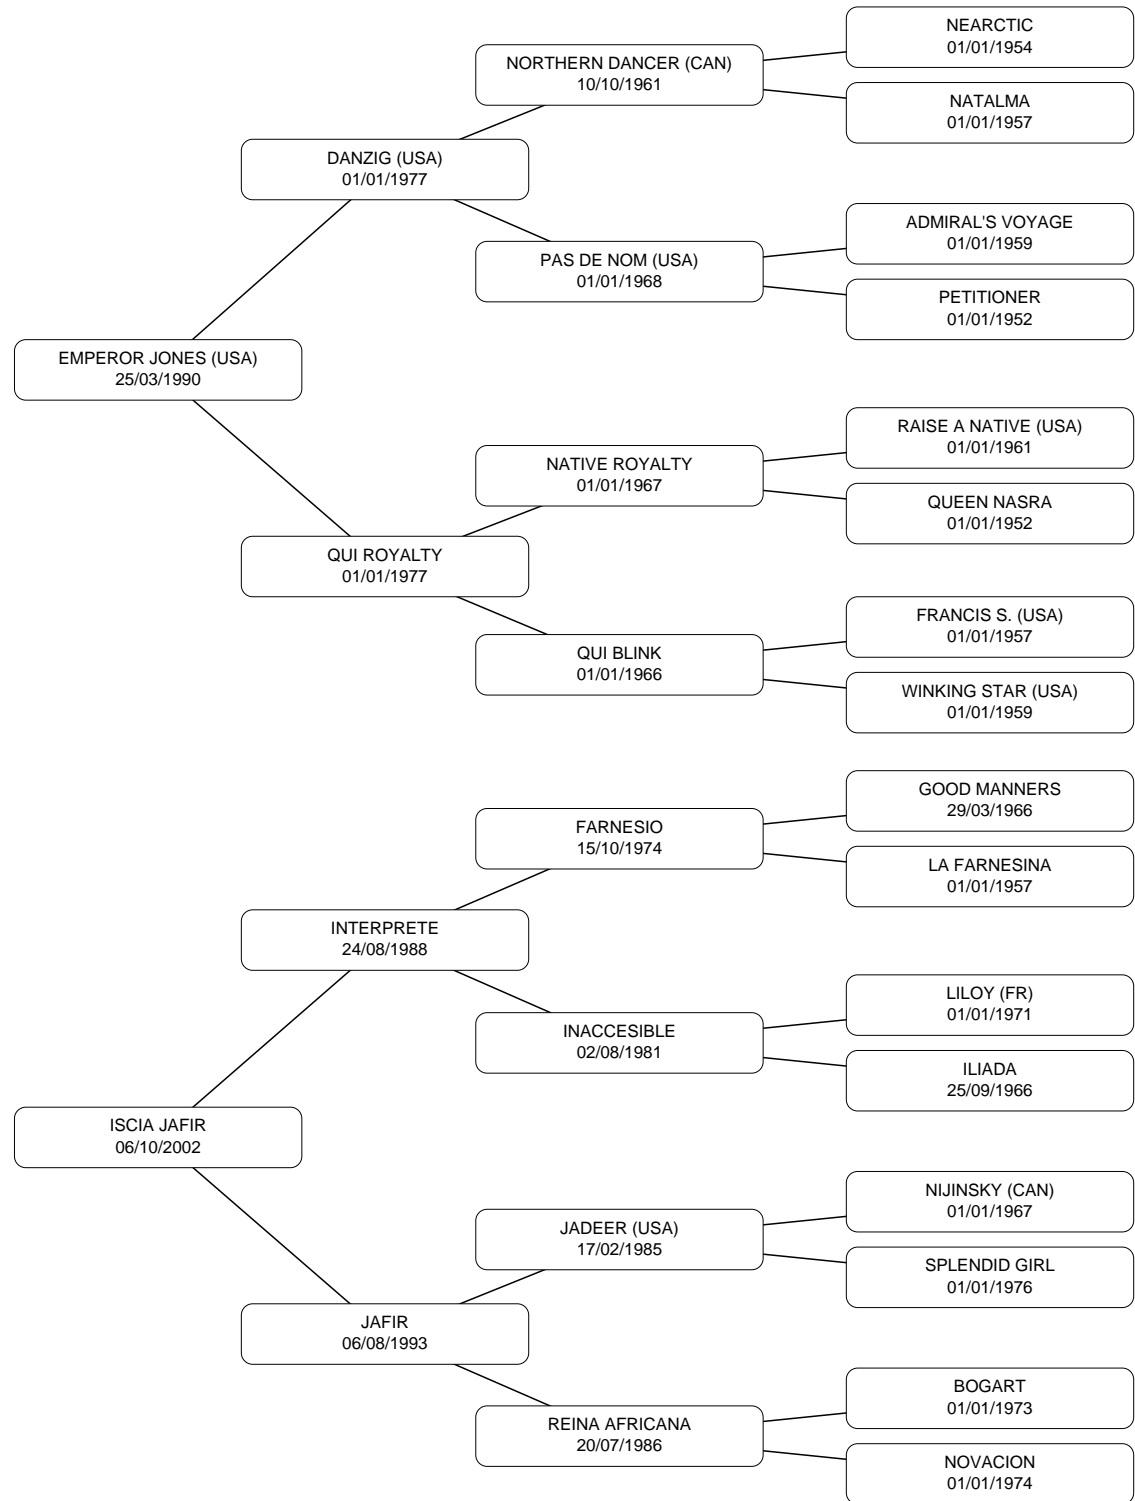 NEARCTIC
01/01/1954
NORTHERN DANCER (CAN)
10/10/1961
NATALMA
01/01/1957
DANZIG (USA)
01/01/1977
ADMIRAL'S VOYAGE
01/01/1959
PAS DE NOM (USA)
01/01/1968
PETITIONER
01/01/1952
EMPEROR JONES (USA)
25/03/1990
RAISE A NATIVE (USA)
01/01/1961
NATIVE ROYALTY
01/01/1967
QUEEN NASRA
01/01/1952
QUI ROYALTY
01/01/1977
FRANCIS S. (USA)
01/01/1957
QUI BLINK
01/01/1966
WINKING STAR (USA)
01/01/1959
GOOD MANNERS
29/03/1966
FARNESIO
15/10/1974
LA FARNESINA
01/01/1957
INTERPRETE
24/08/1988
LILOY (FR)
01/01/1971
INACCESIBLE
02/08/1981
ILIADA
25/09/1966
ISCIA JAFIR
06/10/2002
NIJINSKY (CAN)
01/01/1967
JADEER (USA)
17/02/1985
SPLENDID GIRL
01/01/1976
JAFIR
06/08/1993
BOGART
01/01/1973
REINA AFRICANA
20/07/1986
NOVACION
01/01/1974